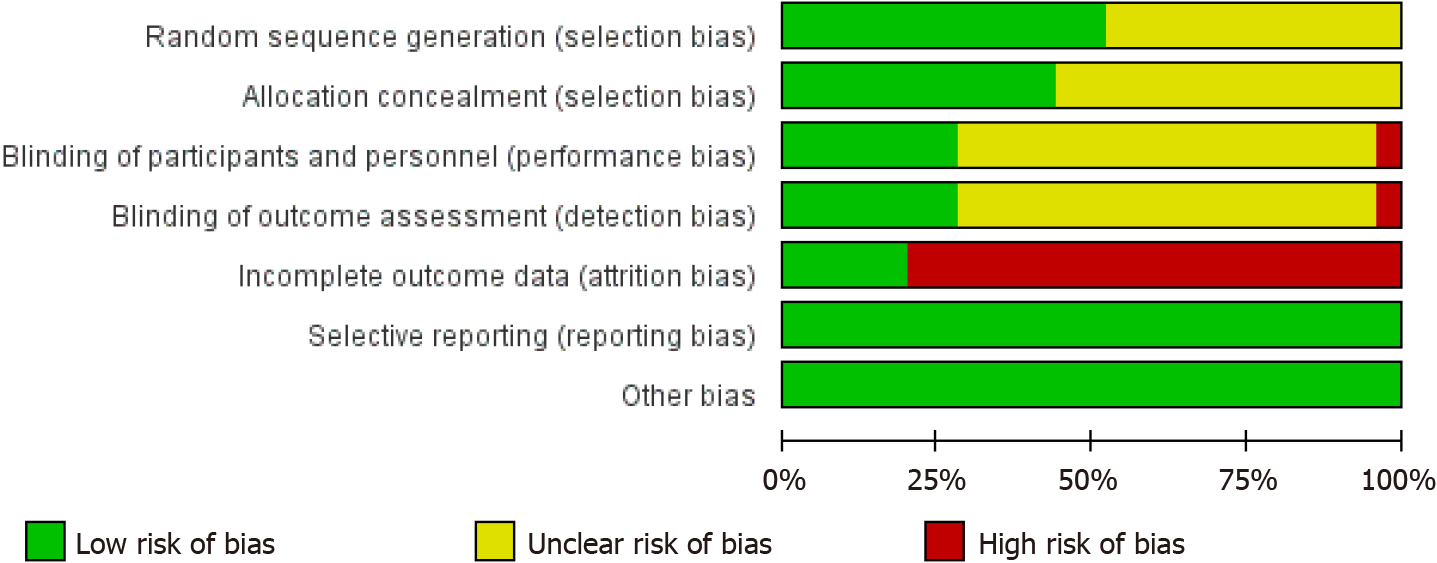 Random sequence generation (selection bias)
Allocation concealment (selection bias)
Blinding of participants and personnel (performance bias)
Blinding of outcome assessment (detection bias)
Incomplete outcome data (attrition bias)
Selective reporting (reporting bias)
Other bias
0% 25% 50% 75% 100%
Low risk of bias Unclear risk of bias High risk of bias